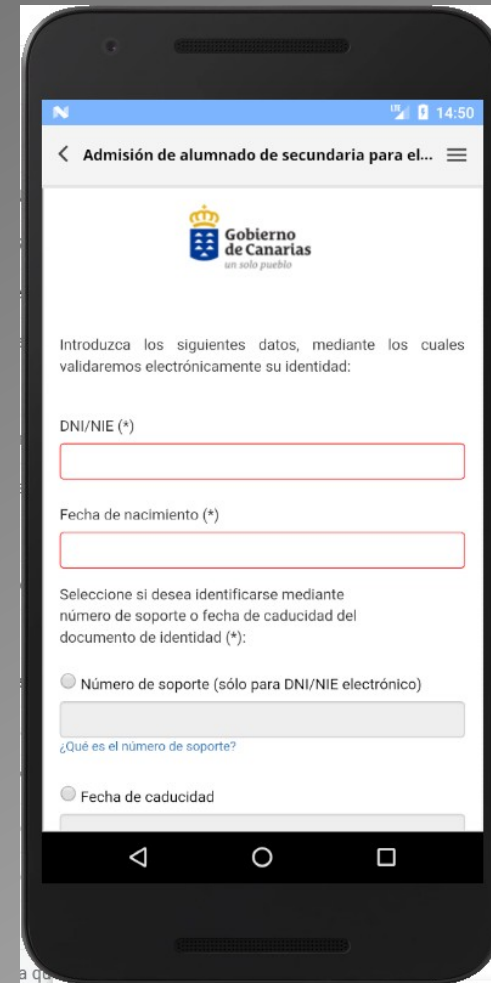 LTE 14:50
Admisión de alumnado de secundaria para el...
Gobierno
de Canarias
un solo pueblo
Introduzca los siguientes datos, mediante los cuales
validaremos electrónicamente su identidad:
DNI/NIE (*)
Fecha de nacimiento (*)
Seleccione si desea identificarse mediante
número de soporte o fecha de caducidad del
documento de identidad (*):
Número de soporte (sólo para DNI/NIE electrónico)
¿Qué es el número de soporte?
Fecha de caducidad